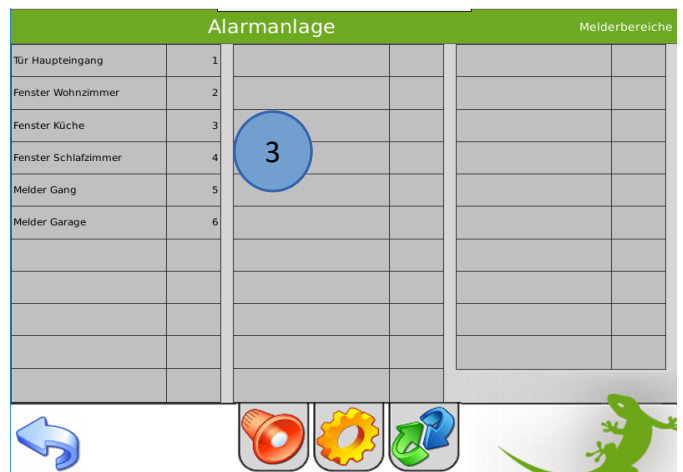 Alarmanlage
Melderbereiche
Tür Haupteingang 1
Fenster Wohnzimmer 2
Fenster Küche 3
Fenster Schlafzimmer 4
Melder Gang 5
Melder Garage 6
3